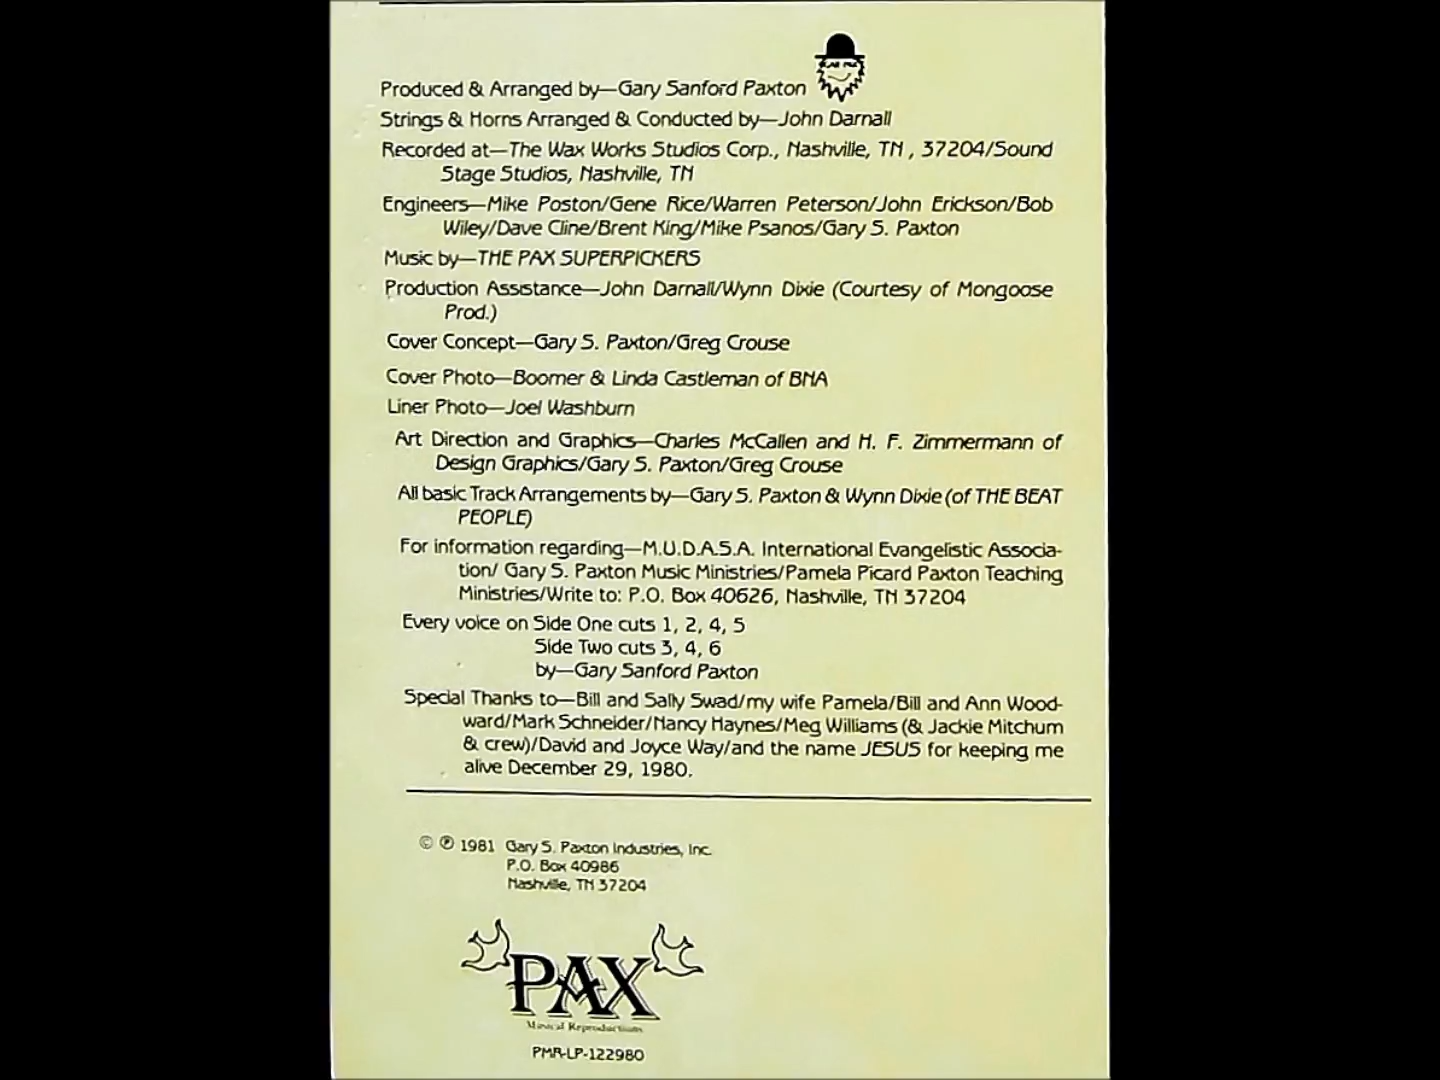 Produced & Arranged by—Gary Sanford Paxton
Strings & Horns Arranged & Conducted by—John Darnall
Recorded at—The Wax Works Studios Corp., Nashville, TN , 37204/Sound
Stage Studios, Nashville, TN
Engineers—Mike Poston/Gene Rice/Warren Peterson/John Erickson/Bob
Wiley/Dave Cline/Brent King/Mike Psanos/Gary S. Paxton
Music by—THE PAX SUPERPICKERS
Production Assistance—John Darnall/Wynn Dixie (Courtesy of Mongoose
Prod.)
Cover Concept—Gary S. Paxton/Greg Crouse
Cover Photo—Boomer & Linda Castleman of BNA
Liner Photo—Joel Washburn
Art Direction and Graphics—Charles McCallen and H. F. Zimmermann of
Design Graphics/Gary S. Paxton/Greg Crouse
All basic Track Arrangements by—Gary S. Paxton & Wynn Dixie (of THE BEAT
PEOPLE)
For information regarding—M.U.D.A.S.A. International Evangelistic Associa-
tion/ Gary S. Paxton Music Ministries/Pamela Picard Paxton Teaching
Ministries/Write to: P.O. Box 40626, Nashville, TN 37204
Every voice on Side One cuts 1, 2, 4, 5
Side Two cuts 3, 4, 6
by—Gary Sanford Paxton
Special Thanks to—Bill and Sally Swad/my wife Pamela/Bill and Ann Wood-
ward/Mark Schneider/Nancy Haynes/Meg Williams (& Jackie Mitchum
& crew)/David and Joyce Way/and the name JESUS for keeping me
alive December 29, 1980.
© ℗ 1981 Gary S. Paxton Industries, Inc.
P.O. Box 40986
Nashville, TN 37204
PAX
Musical Reproductions
PMR-LP-122980